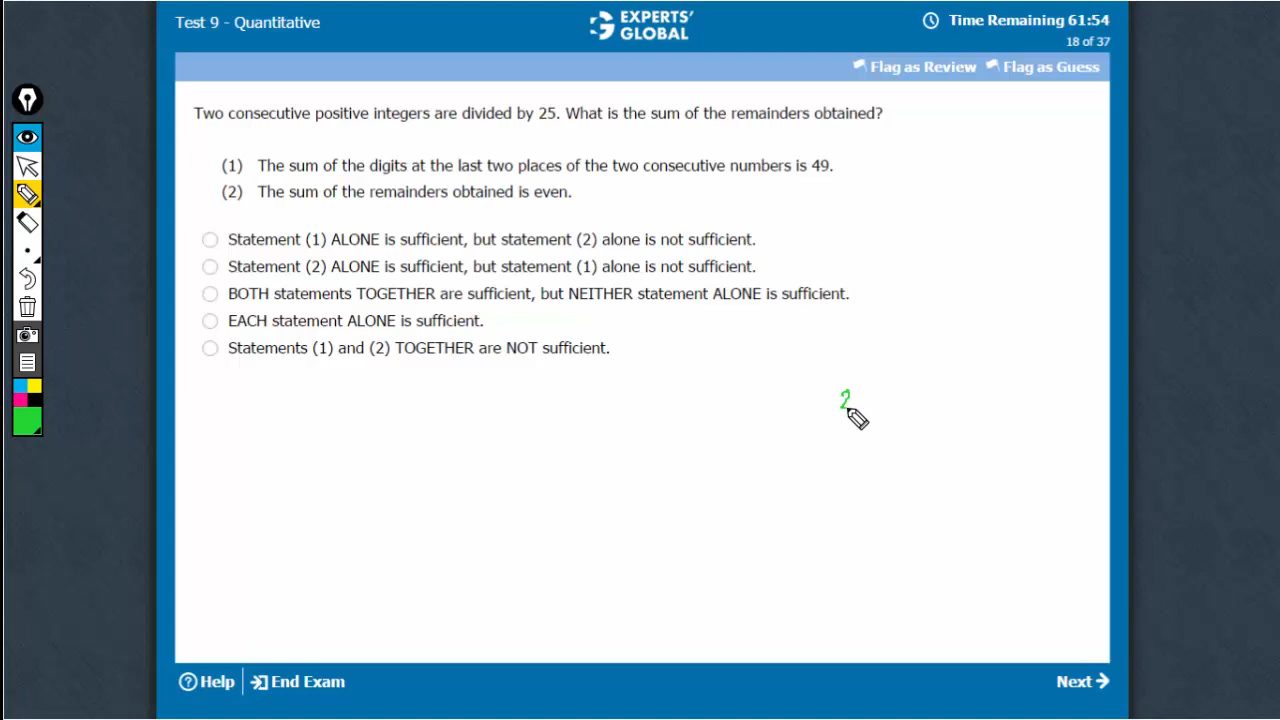 Test 9 - Quantitative
EXPERTS'
GLOBAL
Time Remaining 61:54
18 of 37
Flag as Review
Flag as Guess
Two consecutive positive integers are divided by 25. What is the sum of the remainders obtained?
(1) The sum of the digits at the last two places of the two consecutive numbers is 49.
(2) The sum of the remainders obtained is even.
Statement (1) ALONE is sufficient, but statement (2) alone is not sufficient.
Statement (2) ALONE is sufficient, but statement (1) alone is not sufficient.
BOTH statements TOGETHER are sufficient, but NEITHER statement ALONE is sufficient.
EACH statement ALONE is sufficient.
Statements (1) and (2) TOGETHER are NOT sufficient.
2
Help
End Exam
Next